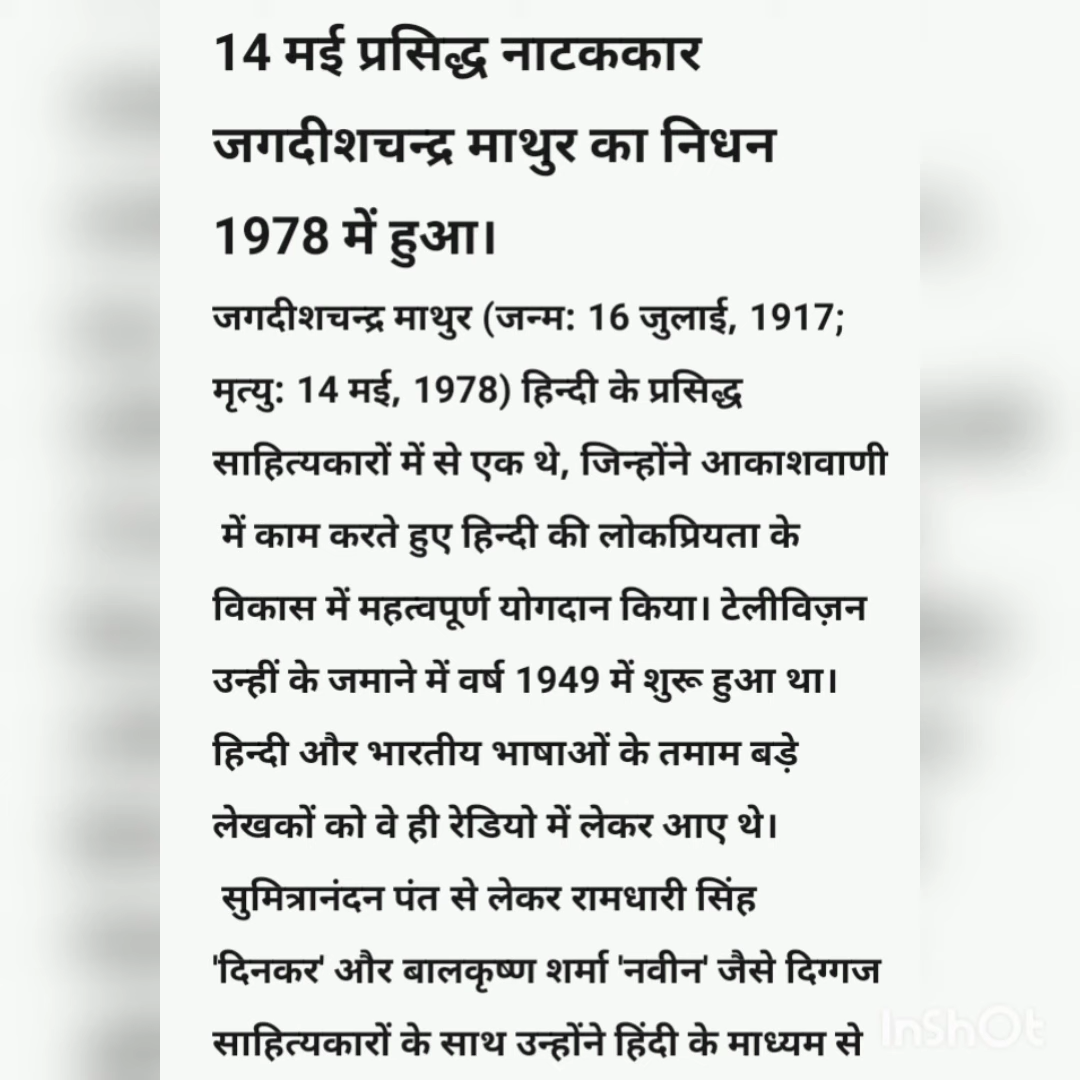 14 मई प्रसिद्ध नाटककार
जगदीशचन्द्र माथुर का निधन
1978 में हुआ।
जगदीशचन्द्र माथुर (जन्म: 16 जुलाई, 1917;
मृत्यु: 14 मई, 1978) हिन्दी के प्रसिद्ध
साहित्यकारों में से एक थे, जिन्होंने आकाशवाणी
में काम करते हुए हिन्दी की लोकप्रियता के
विकास में महत्वपूर्ण योगदान किया। टेलीविज़न
उन्हीं के जमाने में वर्ष 1949 में शुरू हुआ था।
हिन्दी और भारतीय भाषाओं के तमाम बड़े
लेखकों को वे ही रेडियो में लेकर आए थे।
सुमित्रानंदन पंत से लेकर रामधारी सिंह
'दिनकर' और बालकृष्ण शर्मा 'नवीन' जैसे दिग्गज
साहित्यकारों के साथ उन्होंने हिंदी के माध्यम से
InShOt